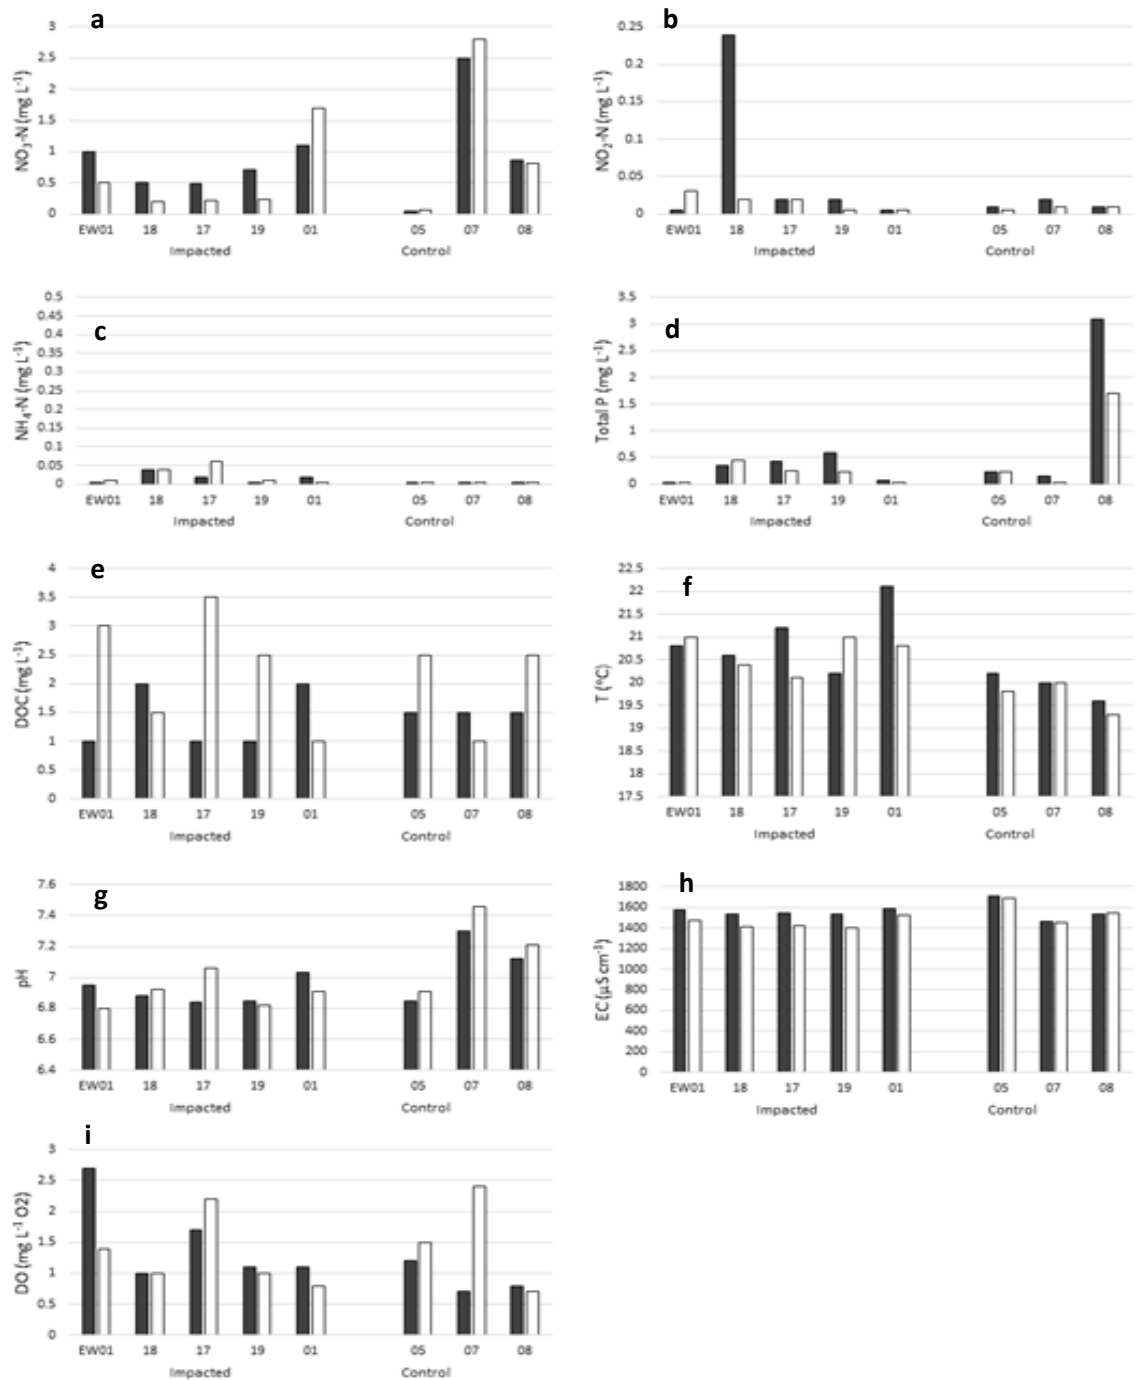 a
3
2.5
2
1.5
1
0.5
0
NO3-N (mg L-1)
EW01 18 17 19 01 05 07 08
Impacted Control
b
0.25
0.2
0.15
0.1
0.05
0
NO2-N (mg L-1)
EW01 18 17 19 01 05 07 08
Impacted Control
c
0.5
0.45
0.4
0.35
0.3
0.25
0.2
0.15
0.1
0.05
0
NH4-N (mg L-1)
EW01 18 17 19 01 05 07 08
Impacted Control
d
3.5
3
2.5
2
1.5
1
0.5
0
Total P (mg L-1)
EW01 18 17 19 01 05 07 08
Impacted Control
e
4
3.5
3
2.5
2
1.5
1
0.5
0
DOC (mg L-1)
EW01 18 17 19 01 05 07 08
Impacted Control
f
22.5
22
21.5
21
20.5
20
19.5
19
18.5
18
17.5
T (ºC)
EW01 18 17 19 01 05 07 08
Impacted Control
g
7.6
7.4
7.2
7
6.8
6.6
6.4
pH
EW01 18 17 19 01 05 07 08
Impacted Control
h
1800
1600
1400
1200
1000
800
600
400
200
0
EC (µS cm-1)
EW01 18 17 19 01 05 07 08
Impacted Control
i
3
2.5
2
1.5
1
0.5
0
DO (mg L-1 O2)
EW01 18 17 19 01 05 07 08
Impacted Control